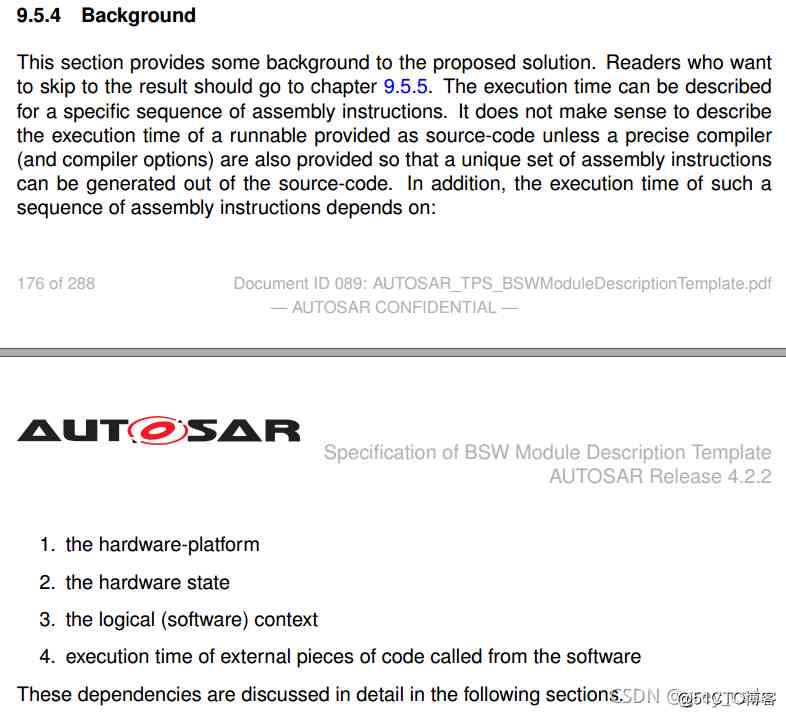 9.5.4 Background
This section provides some background to the proposed solution. Readers who want
to skip to the result should go to chapter 9.5.5. The execution time can be described
for a specific sequence of assembly instructions. It does not make sense to describe
the execution time of a runnable provided as source-code unless a precise compiler
(and compiler options) are also provided so that a unique set of assembly instructions
can be generated out of the source-code. In addition, the execution time of such a
sequence of assembly instructions depends on:
176 of 288 Document ID 089: AUTOSAR_TPS_BSWModuleDescriptionTemplate.pdf
— AUTOSAR CONFIDENTIAL —
AUTOSAR
Specification of BSW Module Description Template
AUTOSAR Release 4.2.2
1. the hardware-platform
2. the hardware state
3. the logical (software) context
4. execution time of external pieces of code called from the software
These dependencies are discussed in detail in the following sections.
CSDN @51CTO博客